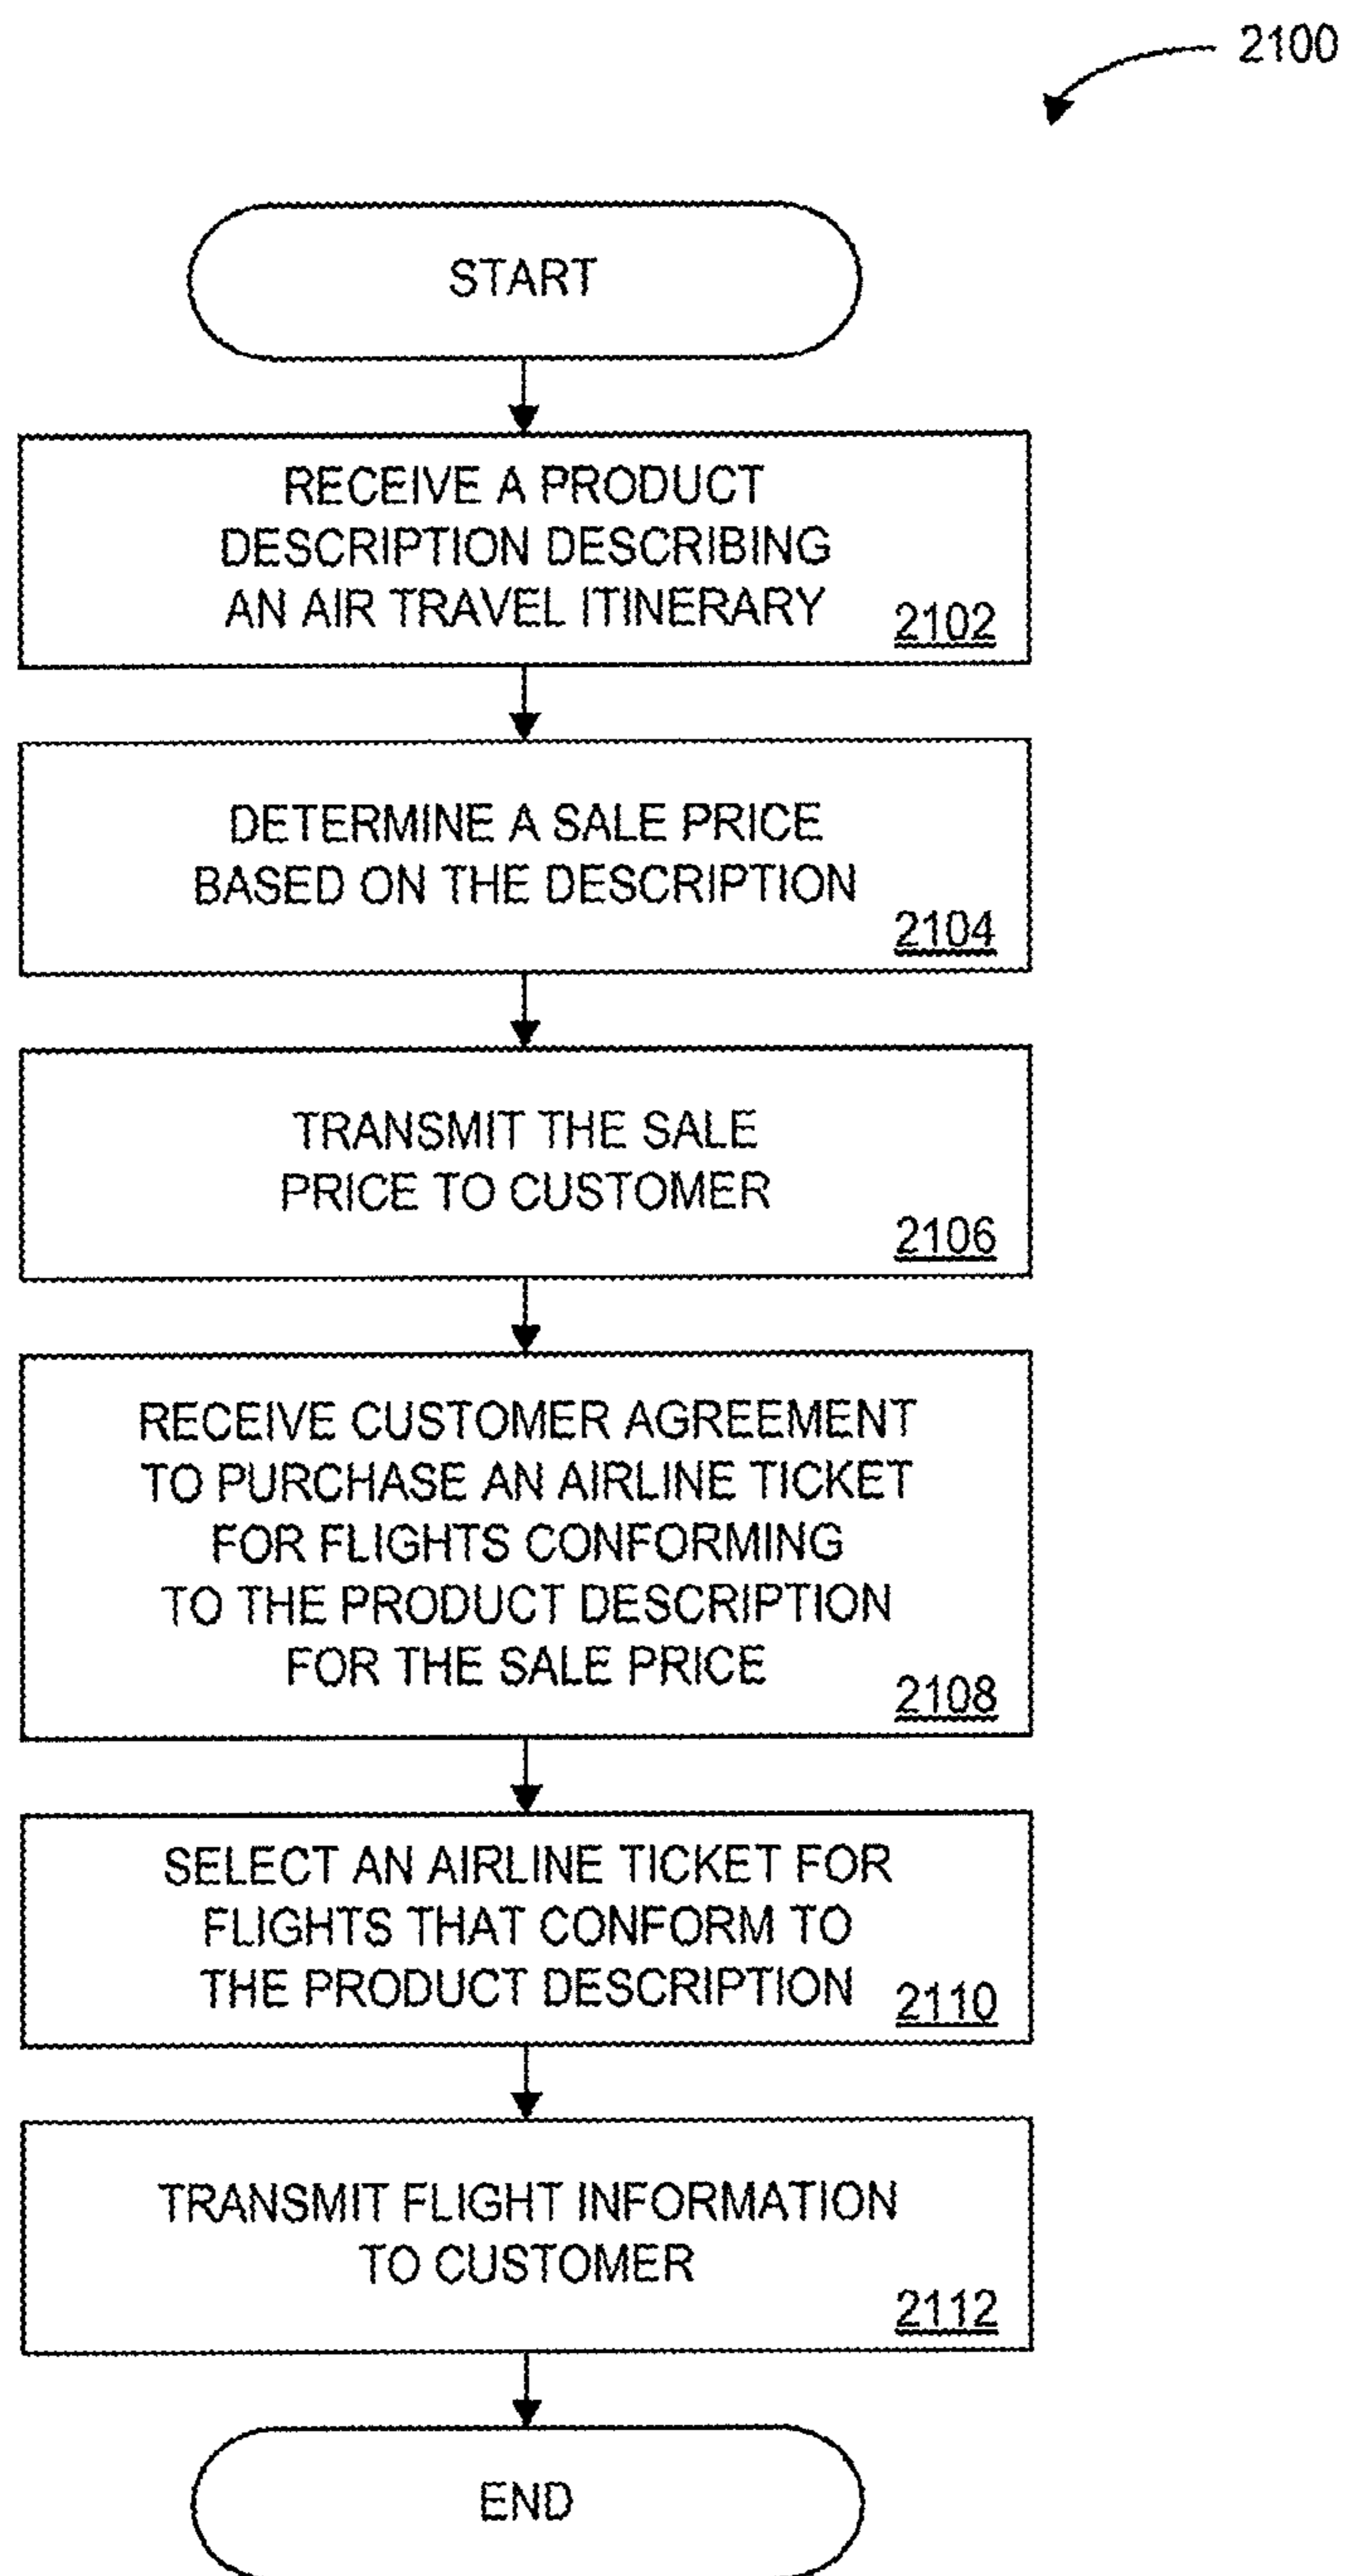 2100
START
RECEIVE A PRODUCT
DESCRIPTION DESCRIBING
AN AIR TRAVEL ITINERARY
2102
DETERMINE A SALE PRICE
BASED ON THE DESCRIPTION
2104
TRANSMIT THE SALE
PRICE TO CUSTOMER
2106
RECEIVE CUSTOMER AGREEMENT
TO PURCHASE AN AIRLINE TICKET
FOR FLIGHTS CONFORMING
TO THE PRODUCT DESCRIPTION
FOR THE SALE PRICE
2108
SELECT AN AIRLINE TICKET FOR
FLIGHTS THAT CONFORM TO
THE PRODUCT DESCRIPTION
2110
TRANSMIT FLIGHT INFORMATION
TO CUSTOMER
2112
END